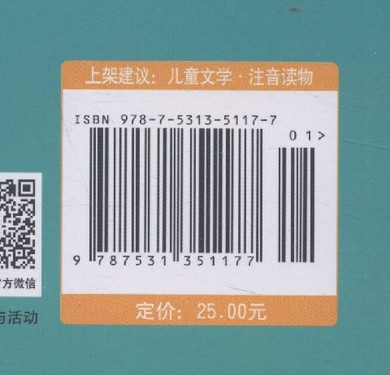 上架建议：儿童文学·注音读物
ISBN 978-7-5313-5117-7
01>
9 787531 351177
定价：25.00元
方微信
与活动